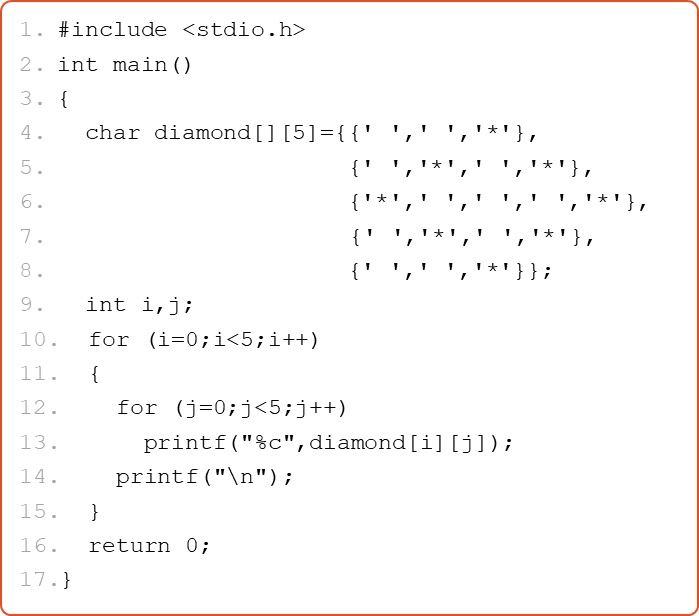 1. #include <stdio.h>
2. int main()
3. {
4.   char diamond[][5]={{' ',' ','*'},
5.                      {' ','*',' ','*'},
6.                      {'*',' ',' ',' ','*'},
7.                      {' ','*',' ','*'},
8.                      {' ',' ','*'}};
9.   int i,j;
10.  for (i=0;i<5;i++)
11.  {
12.    for (j=0;j<5;j++)
13.      printf("%c",diamond[i][j]);
14.    printf("\n");
15.  }
16.  return 0;
17.}